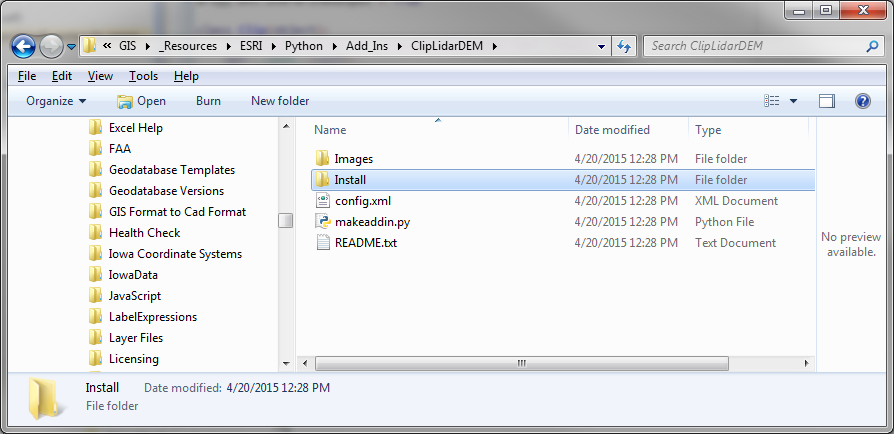 « GIS ▸ _Resources ▸ ESRI ▸ Python ▸ Add_Ins ▸ ClipLidarDEM ▸ Search ClipLidarDEM
File Edit View Tools Help
Organize Open Burn New folder
Excel Help
FAA
Geodatabase Templates
Geodatabase Versions
GIS Format to Cad Format
Health Check
Iowa Coordinate Systems
IowaData
JavaScript
LabelExpressions
Layer Files
Licensing
Name Date modified Type
Images 4/20/2015 12:28 PM File folder
Install 4/20/2015 12:28 PM File folder
config.xml 4/20/2015 12:28 PM XML Document
makeaddin.py 4/20/2015 12:28 PM Python File
README.txt 4/20/2015 12:28 PM Text Document
No preview
available.
Install Date modified: 4/20/2015 12:28 PM
File folder